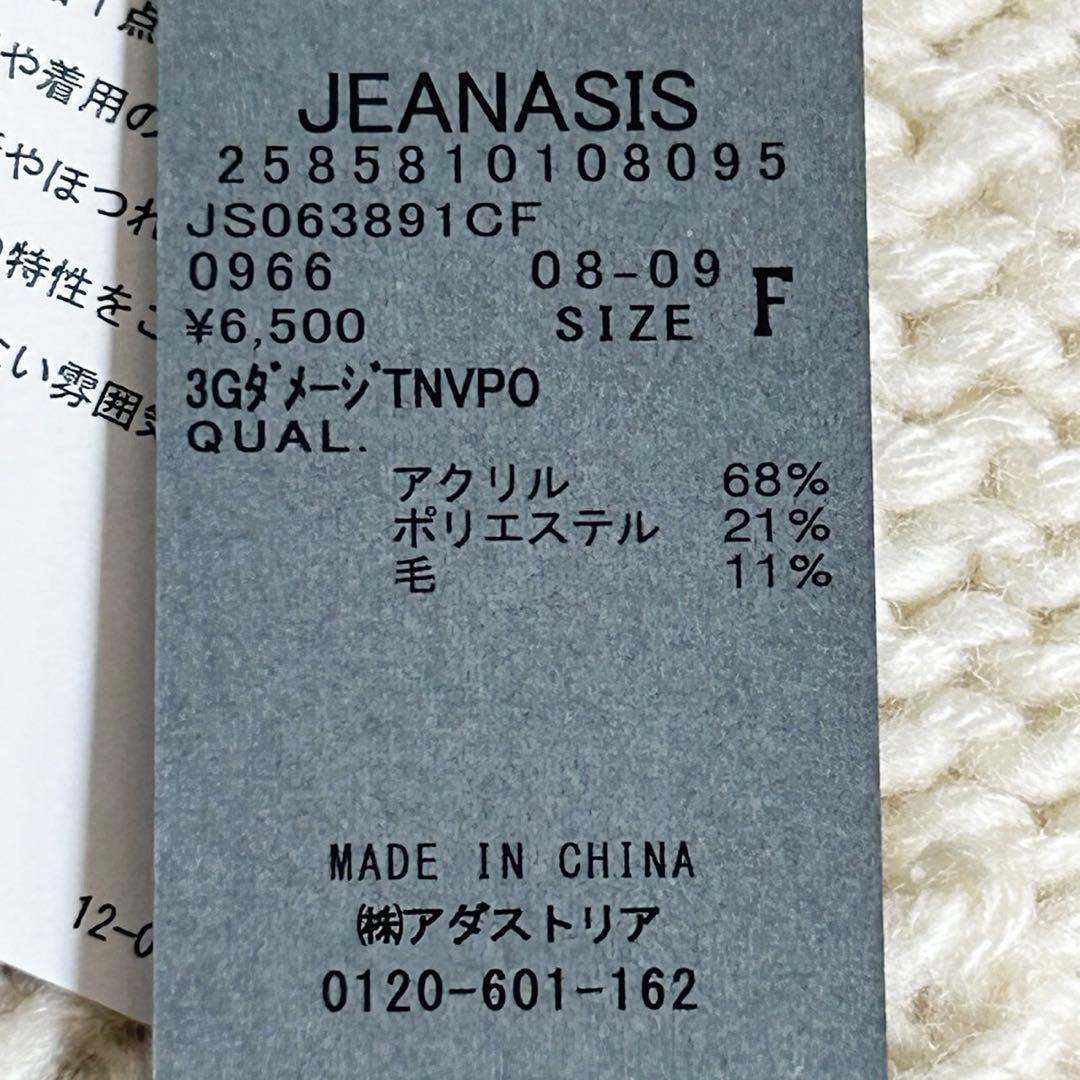 点
や着用の
やほつれ
特性をご
い雰囲気
12-0
JEANASIS
2585810108095
JS063891CF
0966 08-09
¥6,500 SIZE F
3GﾀﾞﾒｰｼﾞTNVPO
QUAL.
アクリル 68%
ポリエステル 21%
毛 11%
MADE IN CHINA
㈱アダストリア
0120-601-162